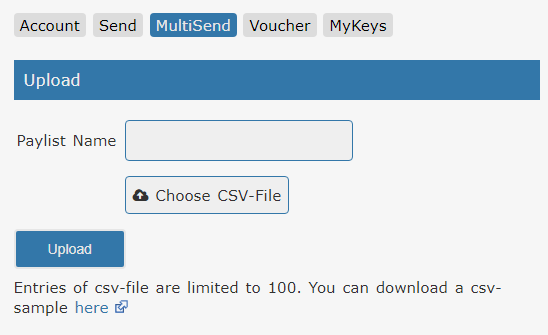 Account Send MultiSend Voucher MyKeys
Upload
Paylist Name
Choose CSV-File
Upload
Entries of csv-file are limited to 100. You can download a csv-
sample here